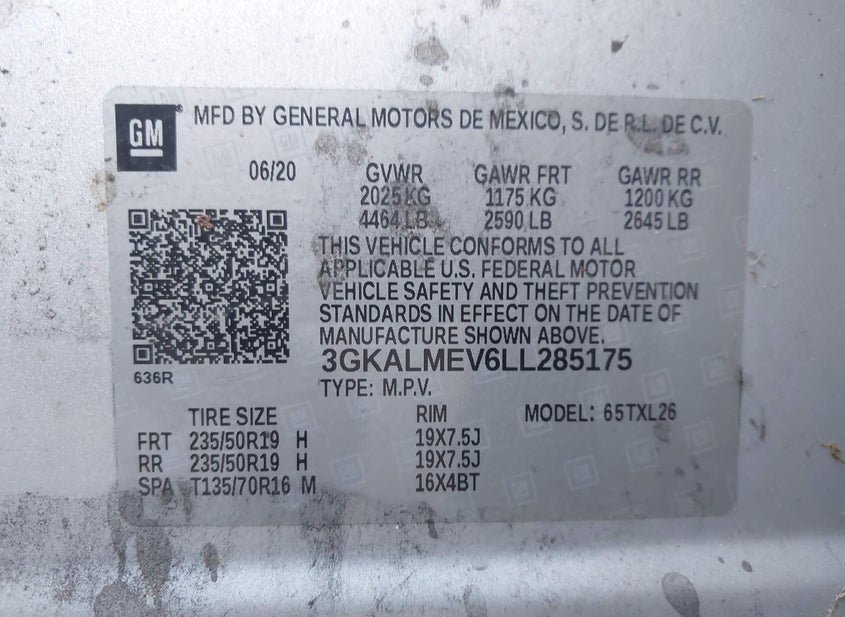 GM
MFD BY GENERAL MOTORS DE MEXICO, S. DE R.L. DE C.V.
06/20 GVWR GAWR FRT GAWR RR
2025 KG 1175 KG 1200 KG
4464 LB 2590 LB 2645 LB
THIS VEHICLE CONFORMS TO ALL
APPLICABLE U.S. FEDERAL MOTOR
VEHICLE SAFETY AND THEFT PREVENTION
STANDARDS IN EFFECT ON THE DATE OF
MANUFACTURE SHOWN ABOVE.
3GKALMEV6LL285175
636R
TYPE: M.P.V.
TIRE SIZE RIM MODEL: 65TXL26
FRT 235/50R19 H 19X7.5J
RR 235/50R19 H 19X7.5J
SPA T135/70R16 M 16X4BT